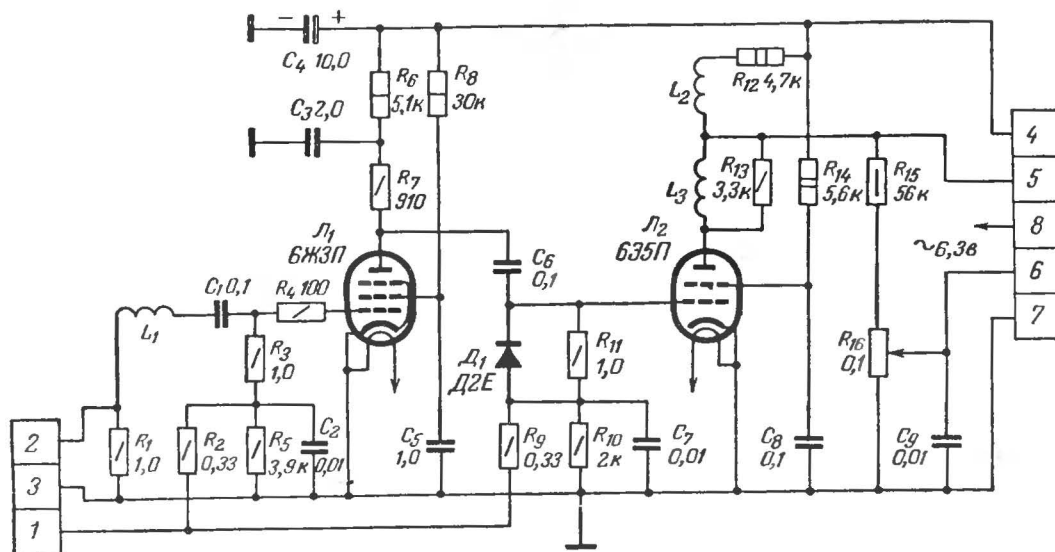 − +
C4 10,0
R6
5,1к
R8
30к
R12 4,7к
L2
C3 2,0
R7
910
R13
3,3к
L3
R14
5,6к
R15
56к
4
5
8
6
7
~6,3в
Л1
6Ж3П
Л2
6Э5П
C6
0,1
C1 0,1
R4 100
L1
R3
1,0
Д1
Д2Е
R11
1,0
R16
0,1
2
3
1
R1
1,0
R2
0,33
R5
3,9к
C2
0,01
C5
1,0
R9
0,33
R10
2к
C7
0,01
C8
0,1
C9
0,01